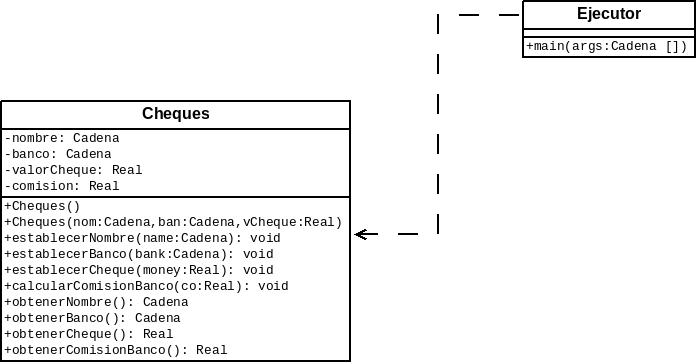 Ejecutor
+main(args:Cadena [])
Cheques
-nombre: Cadena
-banco: Cadena
-valorCheque: Real
-comision: Real
+Cheques()
+Cheques(nom:Cadena,ban:Cadena,vCheque:Real)
+establecerNombre(name:Cadena): void
+establecerBanco(bank:Cadena): void
+establecerCheque(money:Real): void
+calcularComisionBanco(co:Real): void
+obtenerNombre(): Cadena
+obtenerBanco(): Cadena
+obtenerCheque(): Real
+obtenerComisionBanco(): Real